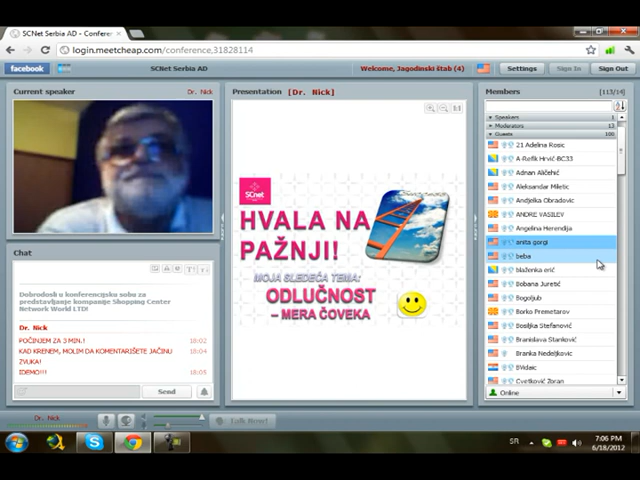 SCNet Serbia AD - Conferer
login.meetcheap.com/conference,31828114
facebook
SCNet Serbia AD
Welcome, Jagodinski štab (4)
Settings
Sign In
Sign Out
Current speaker
Dr. Nick
Presentation [Dr. Nick]
Members
[113/14]
Speakers 1
Moderators 13
Guests 100
21 Adelina Rosic
A-Refik Hrvić-BC33
Adnan Aličehić
Aleksandar Miletic
Andjelka Obradovic
ANDRE VASILEV
Angelina Herendija
anita gorgi
beba
blaženka erić
Bobana Juretić
Bogoljub
Borko Premetarov
Bosiljka Stefanović
Branislava Stanković
Branka Nedeljkovic
BVidaic
Cvetković Zoran
Online
SCnet
HVALA NA
PAŽNJI!
MOJA SLEDEĆA TEMA:
ODLUČNOST
– MERA ČOVEKA
Chat
Dobrodosli u konferencijsku sobu za
predstavljanje kompanije Shopping Center
Network World LTD!
Dr. Nick
POČINJEM ZA 3 MIN.! 18:02
KAD KRENEM, MOLIM DA KOMENTARIŠETE JAČINU 18:04
ZVUKA!
IDEMO!!! 18:05
Send
Dr. Nick
Talk Now!
SR
7:06 PM
6/18/2012